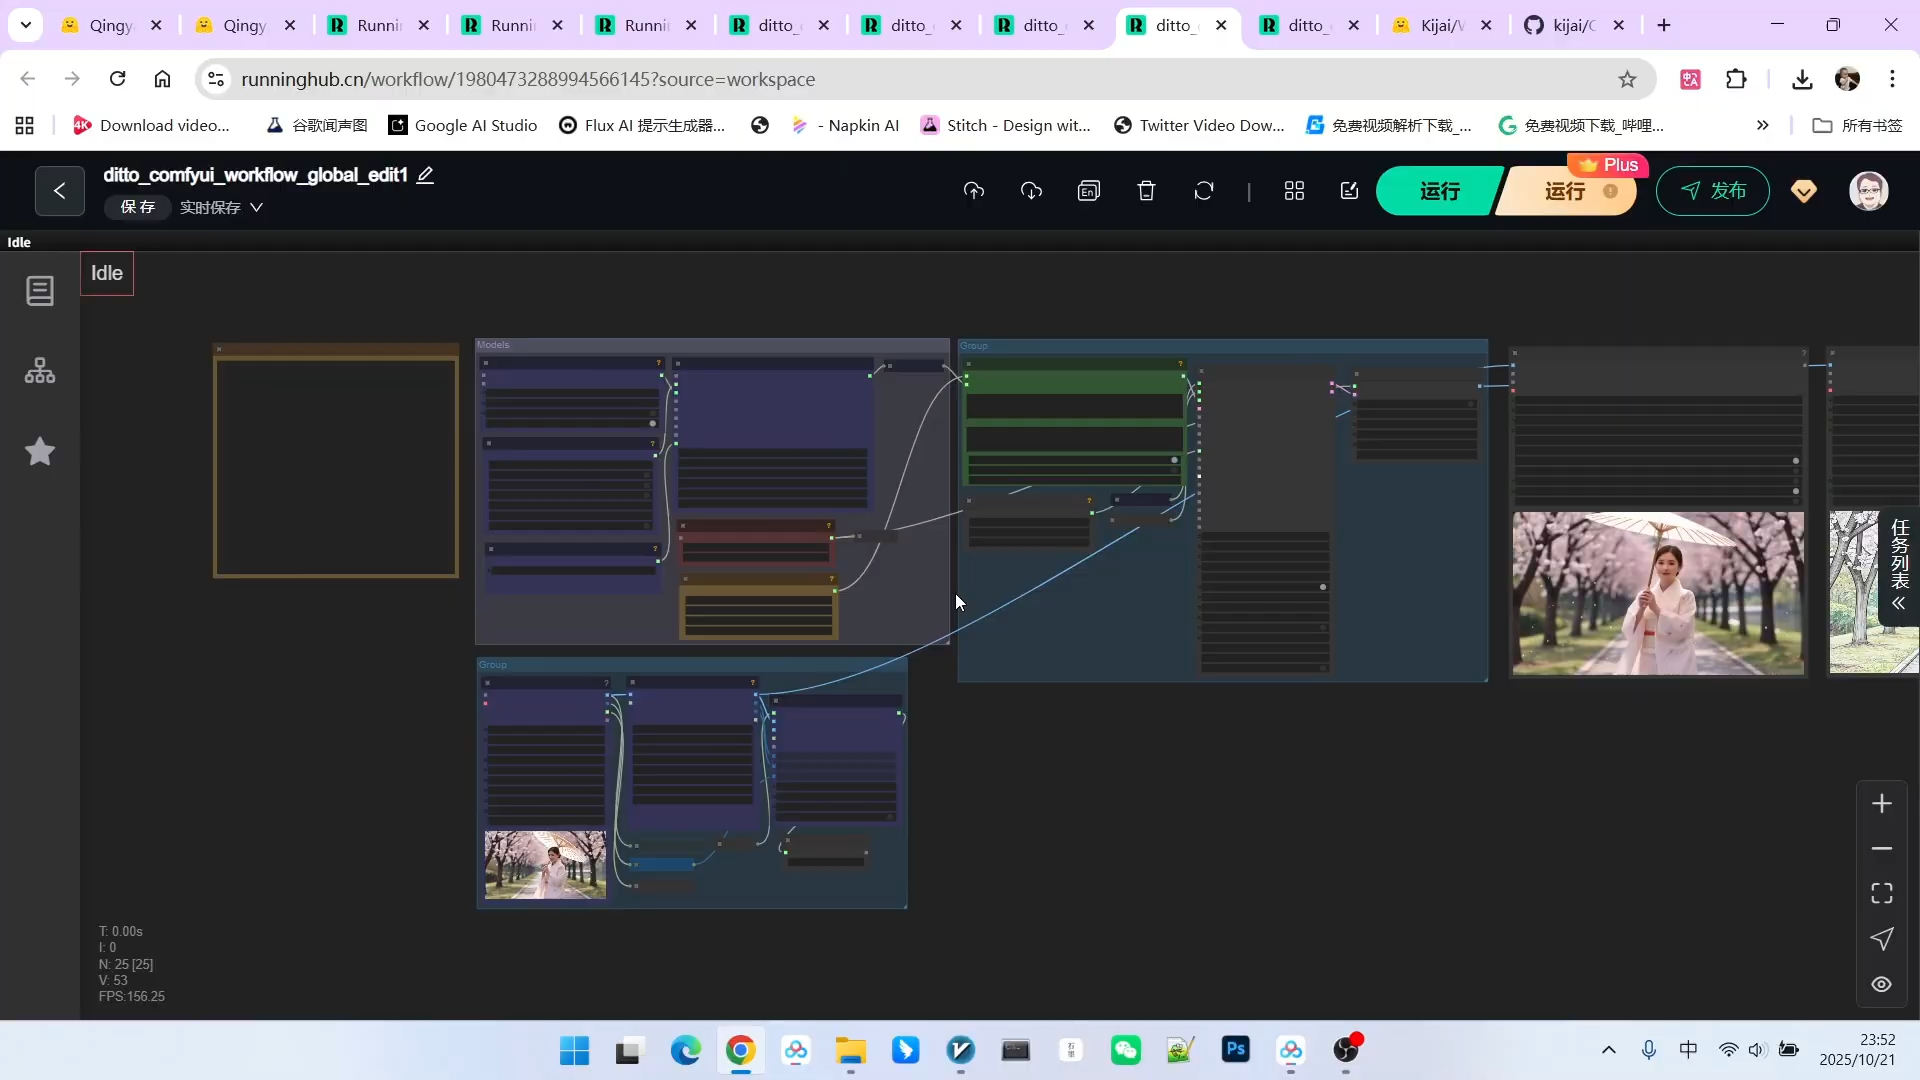 Qingy
Qingy
Runni
Runni
Runni
ditto_
ditto_
ditto_
ditto_
ditto_
Kijai/
kijai/
runninghub.cn/workflow/1980473288994566145?source=workspace
Download video...
谷歌闻声图
Google AI Studio
Flux AI 提示生成器...
- Napkin AI
Stitch - Design wit...
Twitter Video Dow...
免费视频解析下载_...
免费视频下载_哔哩...
所有书签
ditto_comfyui_workflow_global_edit1
保存
实时保存
En
运行
运行
Plus
发布
Idle
Idle
Models
Group
Group
任务列表
T: 0.00s
I: 0
N: 25 [25]
V: 53
FPS:156.25
Ps
中
23:52
2025/10/21